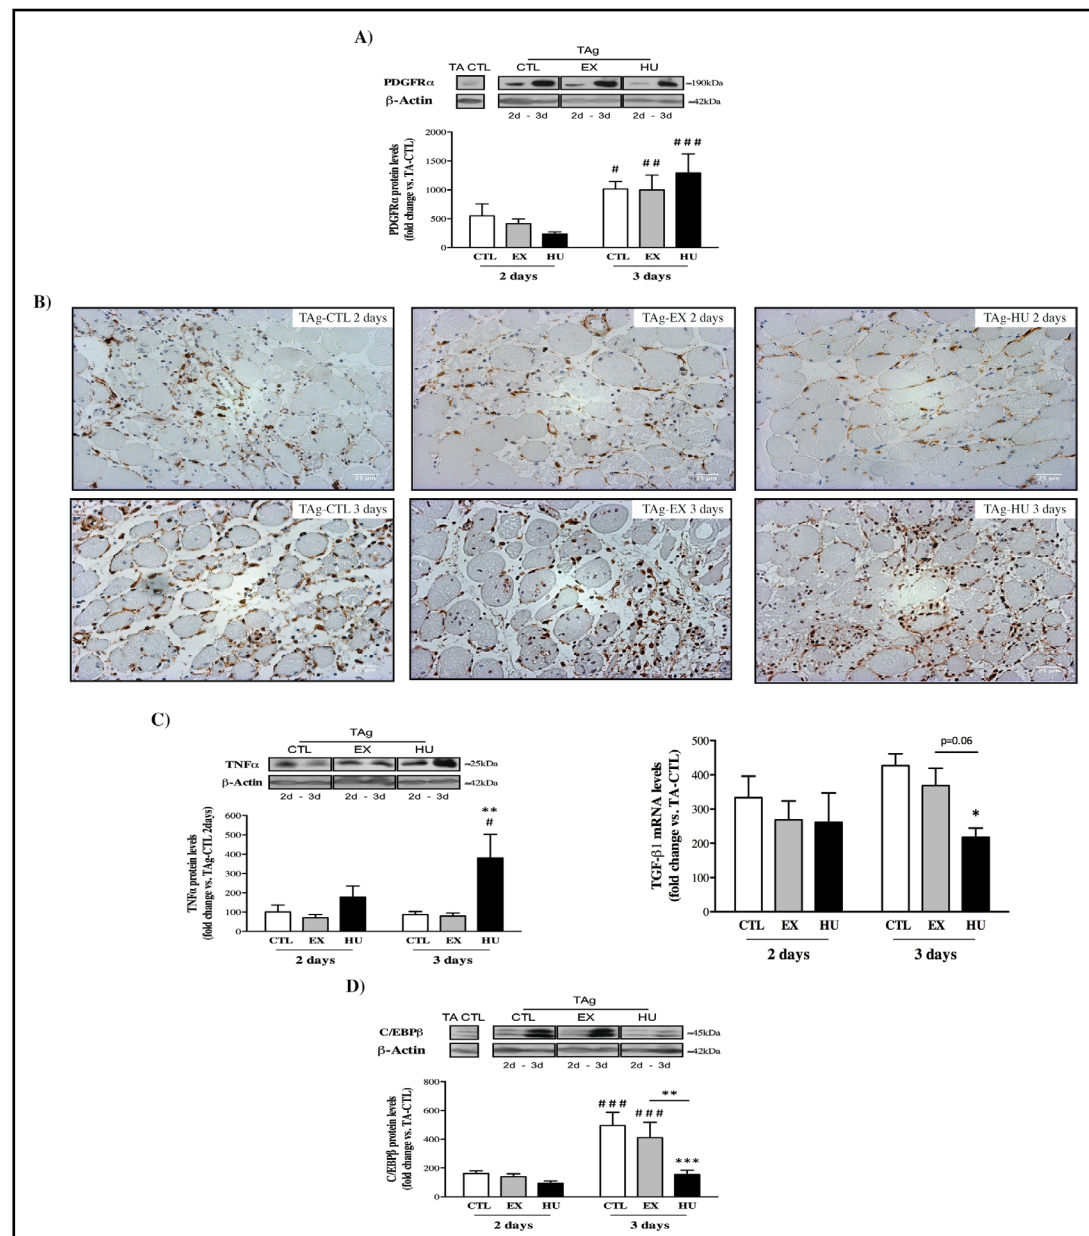 A)
TAg
TA CTL CTL EX HU
PDGFRα ≈190kDa
β-Actin ≈42kDa
2d - 3d 2d - 3d 2d - 3d
PDGFRα protein levels
(fold change vs. TA-CTL)
2000
1500
1000
500
0
# ## ###
CTL EX HU CTL EX HU
2 days 3 days
B)
TAg-CTL 2 days TAg-EX 2 days TAg-HU 2 days
25 µm 25 µm 25 µm
TAg-CTL 3 days TAg-EX 3 days TAg-HU 3 days
25 µm
C)
TAg
CTL EX HU
TNFα ≈25kDa
β-Actin ≈42kDa
2d - 3d 2d - 3d 2d - 3d
TNFα protein levels
(fold change vs. TAg-CTL 2days)
600
500
400
300
200
100
0
**
#
CTL EX HU CTL EX HU
2 days 3 days
TGF-β1 mRNA levels
(fold change vs. TA-CTL)
500
400
300
200
100
0
p=0.06
*
CTL EX HU CTL EX HU
2 days 3 days
D)
TAg
TA CTL CTL EX HU
C/EBPβ ≈45kDa
β-Actin ≈42kDa
2d - 3d 2d - 3d 2d - 3d
C/EBPβ protein levels
(fold change vs. TA-CTL)
800
600
400
200
0
**
### ###
***
CTL EX HU CTL EX HU
2 days 3 days